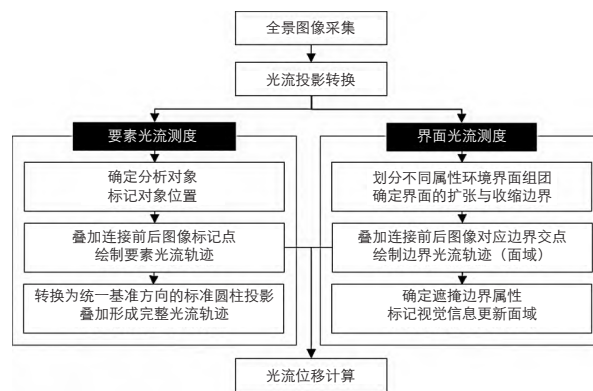 全景图像采集
光流投影转换
要素光流测度
确定分析对象
标记对象位置
叠加连接前后图像标记点
绘制要素光流轨迹
转换为统一基准方向的标准圆柱投影
叠加形成完整光流轨迹
界面光流测度
划分不同属性环境界面组团
确定界面的扩张与收缩边界
叠加连接前后图像对应边界交点
绘制边界光流轨迹（面域）
确定遮掩边界属性
标记视觉信息更新面域
光流位移计算